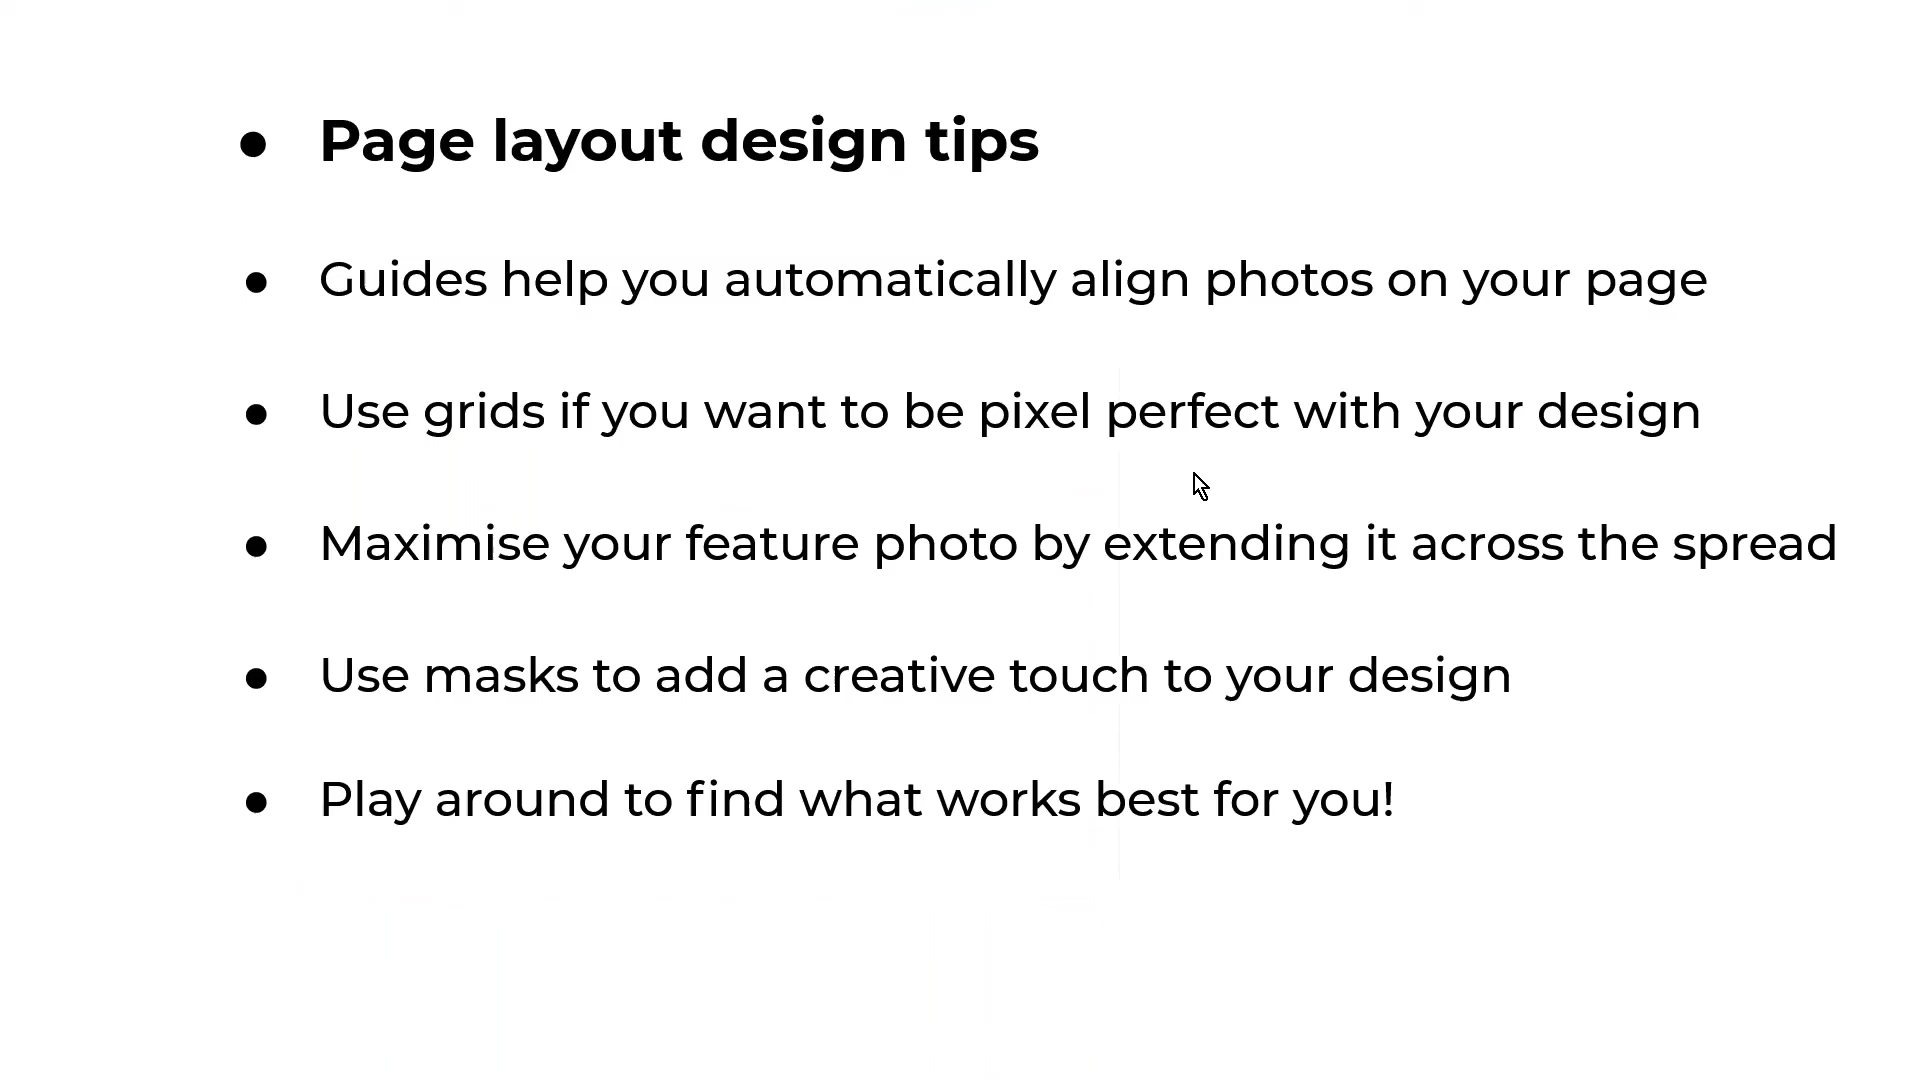 ● Page layout design tips
● Guides help you automatically align photos on your page
● Use grids if you want to be pixel perfect with your design
● Maximise your feature photo by extending it across the spread
● Use masks to add a creative touch to your design
● Play around to find what works best for you!